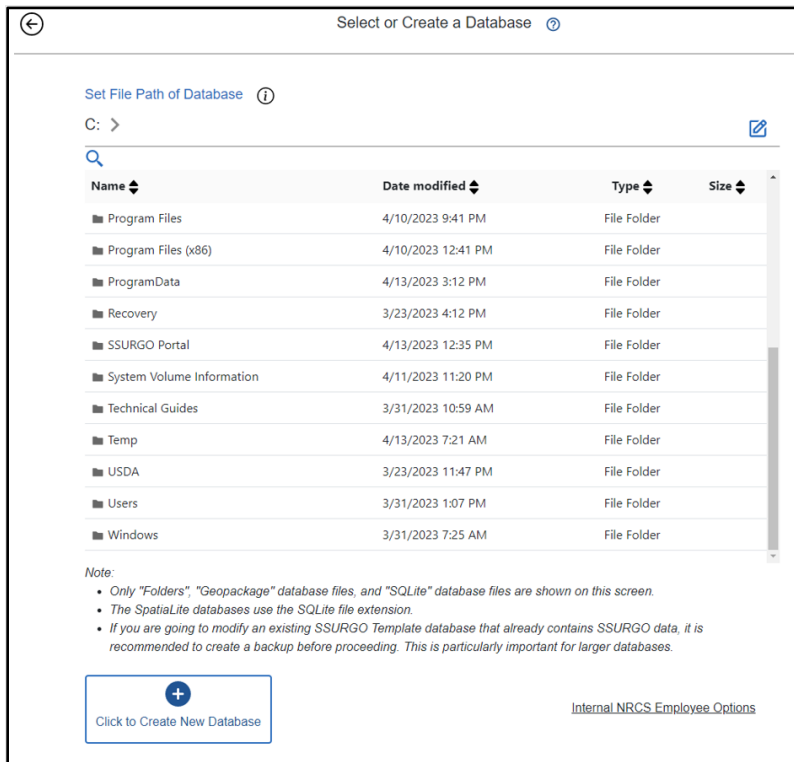 Select or Create a Database
Set File Path of Database
C: >
Name Date modified Type Size
Program Files 4/10/2023 9:41 PM File Folder
Program Files (x86) 4/10/2023 12:41 PM File Folder
ProgramData 4/13/2023 3:12 PM File Folder
Recovery 3/23/2023 4:12 PM File Folder
SSURGO Portal 4/13/2023 12:35 PM File Folder
System Volume Information 4/11/2023 11:20 PM File Folder
Technical Guides 3/31/2023 10:59 AM File Folder
Temp 4/13/2023 7:21 AM File Folder
USDA 3/23/2023 11:47 PM File Folder
Users 3/31/2023 1:07 PM File Folder
Windows 3/31/2023 7:25 AM File Folder
Note:
• Only "Folders", "Geopackage" database files, and "SQLite" database files are shown on this screen.
• The SpatiaLite databases use the SQLite file extension.
• If you are going to modify an existing SSURGO Template database that already contains SSURGO data, it is
recommended to create a backup before proceeding. This is particularly important for larger databases.
Click to Create New Database
Internal NRCS Employee Options